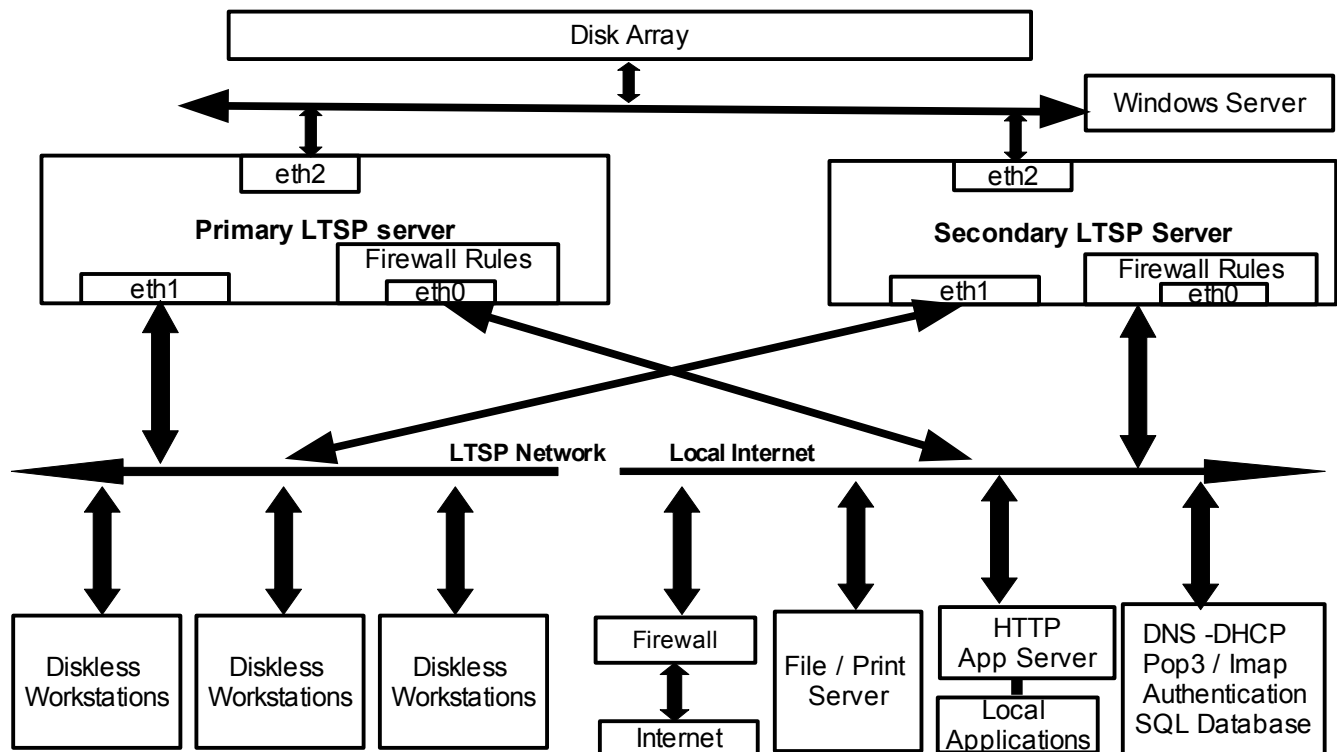 Disk Array
Windows Server
eth2
eth2
Primary LTSP server
Secondary LTSP Server
Firewall Rules
Firewall Rules
eth1
eth0
eth1
eth0
LTSP Network
Local Internet
Diskless
Workstations
Diskless
Workstations
Diskless
Workstations
Firewall
Internet
File / Print
Server
HTTP
App Server
Local
Applications
DNS -DHCP
Pop3 / Imap
Authentication
SQL Database